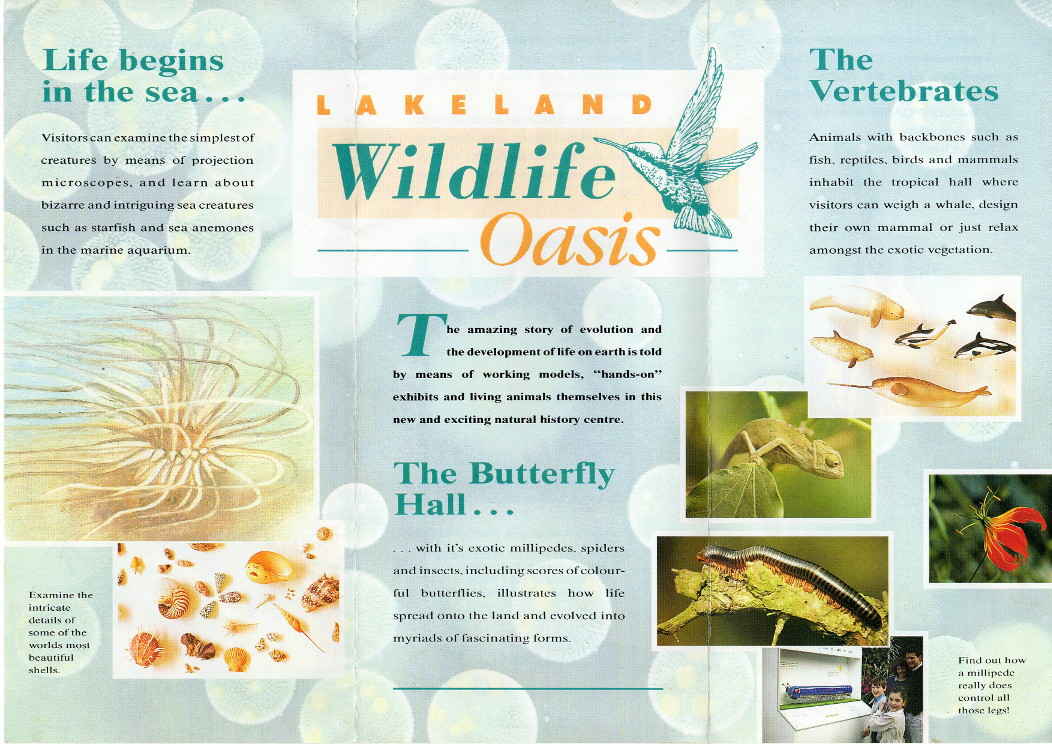 Life begins
in the sea...
Visitors can examine the simplest of
creatures by means of projection
microscopes, and learn about
bizarre and intriguing sea creatures
such as starfish and sea anemones
in the marine aquarium.
Examine the
intricate
details of
some of the
worlds most
beautiful
shells.
LAKELAND
Wildlife
Oasis
The amazing story of evolution and
the development of life on earth is told
by means of working models, “hands-on”
exhibits and living animals themselves in this
new and exciting natural history centre.
The Butterfly
Hall...
... with it's exotic millipedes, spiders
and insects, including scores of colour-
ful butterflies, illustrates how life
spread onto the land and evolved into
myriads of fascinating forms.
The
Vertebrates
Animals with backbones such as
fish, reptiles, birds and mammals
inhabit the tropical hall where
visitors can weigh a whale, design
their own mammal or just relax
amongst the exotic vegetation.
Find out how
a millipede
really does
control all
those legs!